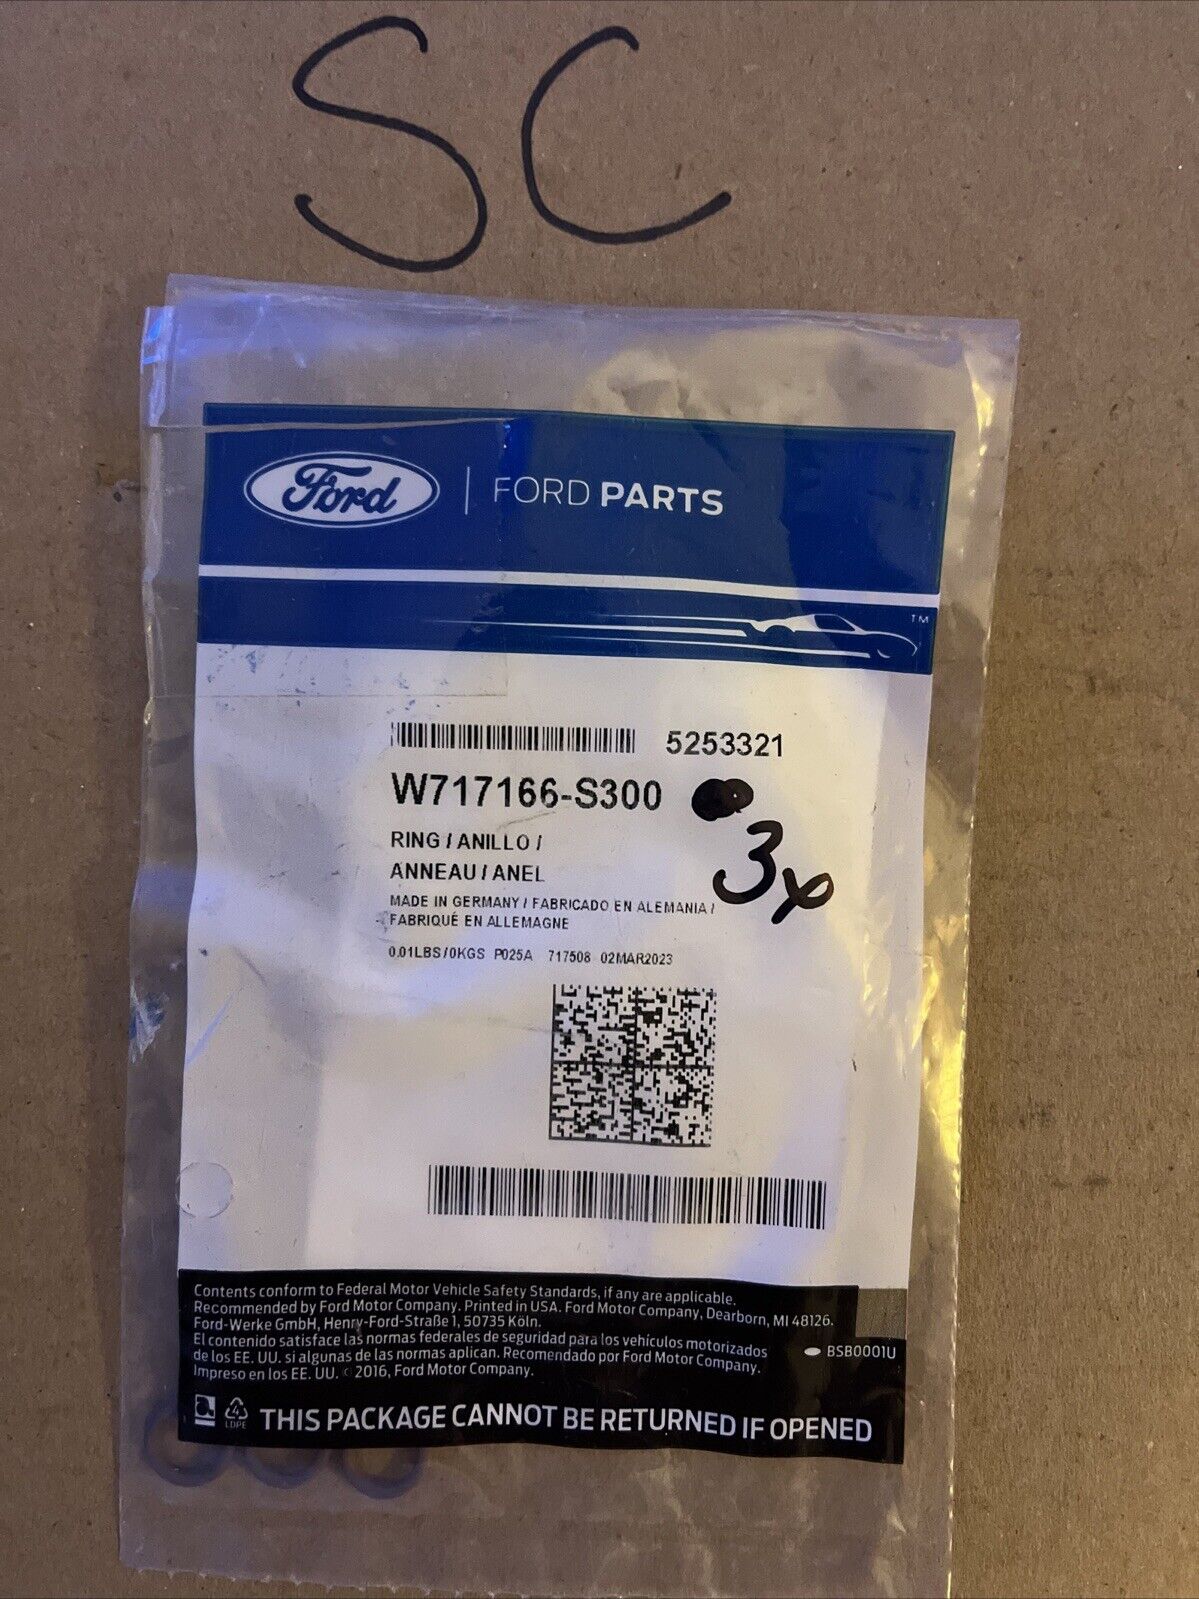 SC
Ford | FORD PARTS
TM
5253321
W717166-S300
3x
RING / ANILLO /
ANNEAU / ANEL
MADE IN GERMANY / FABRICADO EN ALEMANIA /
FABRIQUÉ EN ALLEMAGNE
0.01LBS/0KGS P025A 717508 02MAR2023
Contents conform to Federal Motor Vehicle Safety Standards, if any are applicable.
Recommended by Ford Motor Company. Printed in USA. Ford Motor Company, Dearborn, MI 48126.
Ford-Werke GmbH, Henry-Ford-Straße 1, 50735 Köln.
El contenido satisface las normas federales de seguridad para los vehículos motorizados
de los EE. UU. si algunas de las normas aplican. Recomendado por Ford Motor Company.
Impreso en los EE. UU. © 2016, Ford Motor Company.
BSB0001U
4
LDPE
THIS PACKAGE CANNOT BE RETURNED IF OPENED